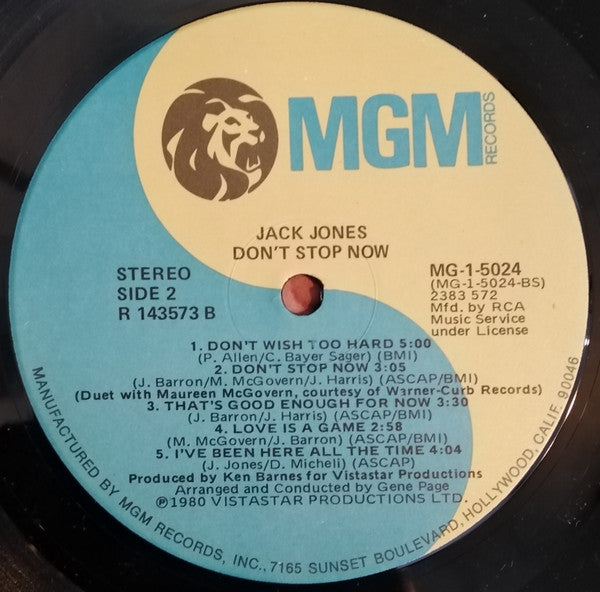 MGM
RECORDS
JACK JONES
DON'T STOP NOW
STEREO
SIDE 2
R 143573 B
MG-1-5024
(MG-1-5024-BS)
2383 572
Mfd. by RCA
Music Service
under License
1. DON'T WISH TOO HARD 5:00
(P. Allen/C. Bayer Sager) (BMI)
2. DON'T STOP NOW 3:05
(J. Barron/M. McGovern/J. Harris) (ASCAP/BMI)
(Duet with Maureen McGovern, courtesy of Warner-Curb Records)
3. THAT'S GOOD ENOUGH FOR NOW 3:30
(J. Barron/J. Harris) (ASCAP/BMI)
4. LOVE IS A GAME 2:58
(M. McGovern/J. Barron) (ASCAP/BMI)
5. I'VE BEEN HERE ALL THE TIME 4:04
(J. Jones/D. Micheli) (ASCAP)
Produced by Ken Barnes for Vistastar Productions
Arranged and Conducted by Gene Page
℗1980 VISTASTAR PRODUCTIONS LTD.
MANUFACTURED BY MGM RECORDS, INC., 7165 SUNSET BOULEVARD, HOLLYWOOD, CALIF. 90046